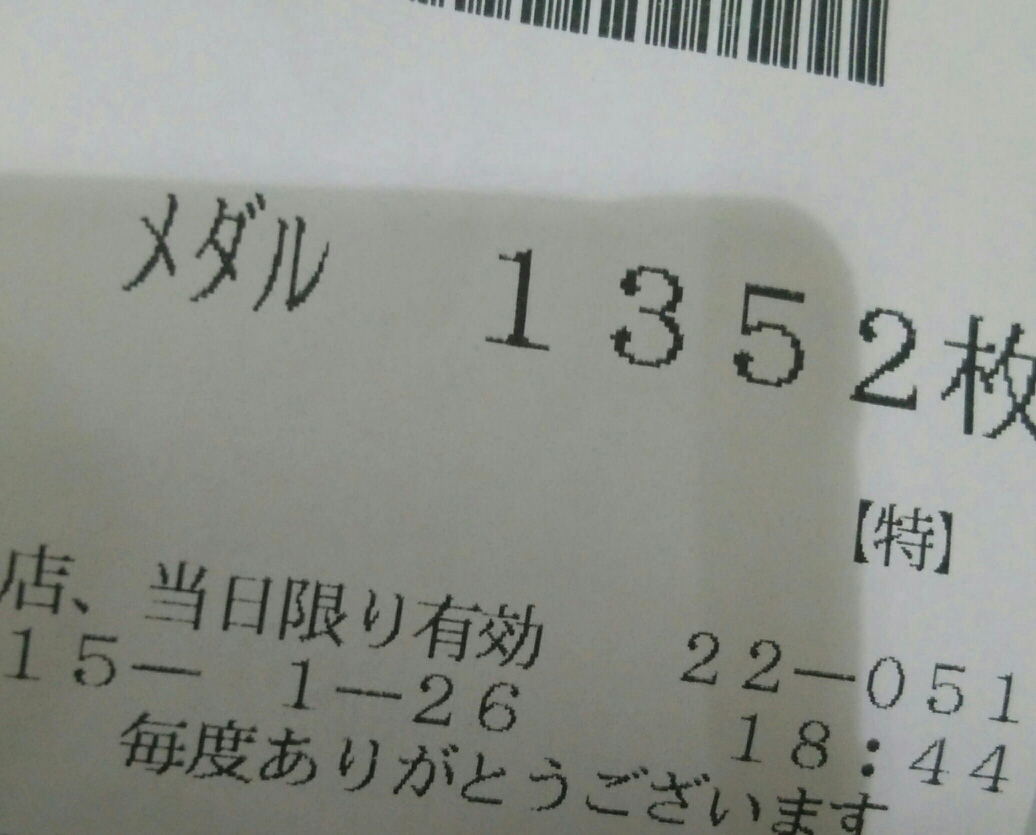 ﾒﾀﾞﾙ １３５２枚
【特】
店、当日限り有効 ２２－０５１
１５－ １－２６ １８：４４
毎度ありがとうございます